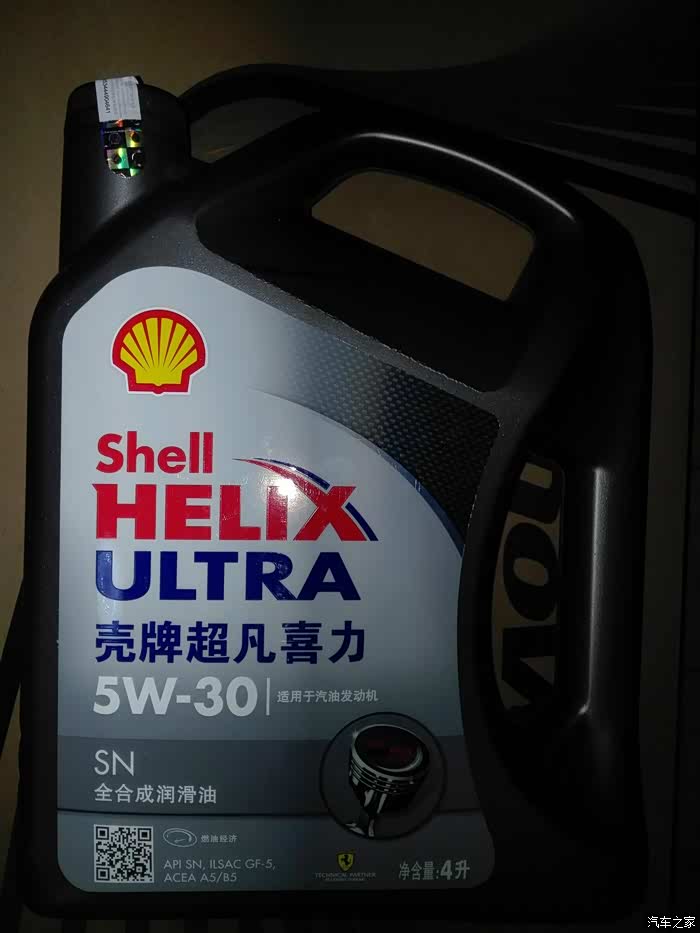 Shell
HELIX
ULTRA
壳牌超凡喜力
5W-30
适用于汽油发动机
SN
全合成润滑油
燃油经济
API SN, ILSAC GF-5,
ACEA A5/B5
TECHNICAL PARTNER
净含量:4升
汽车之家